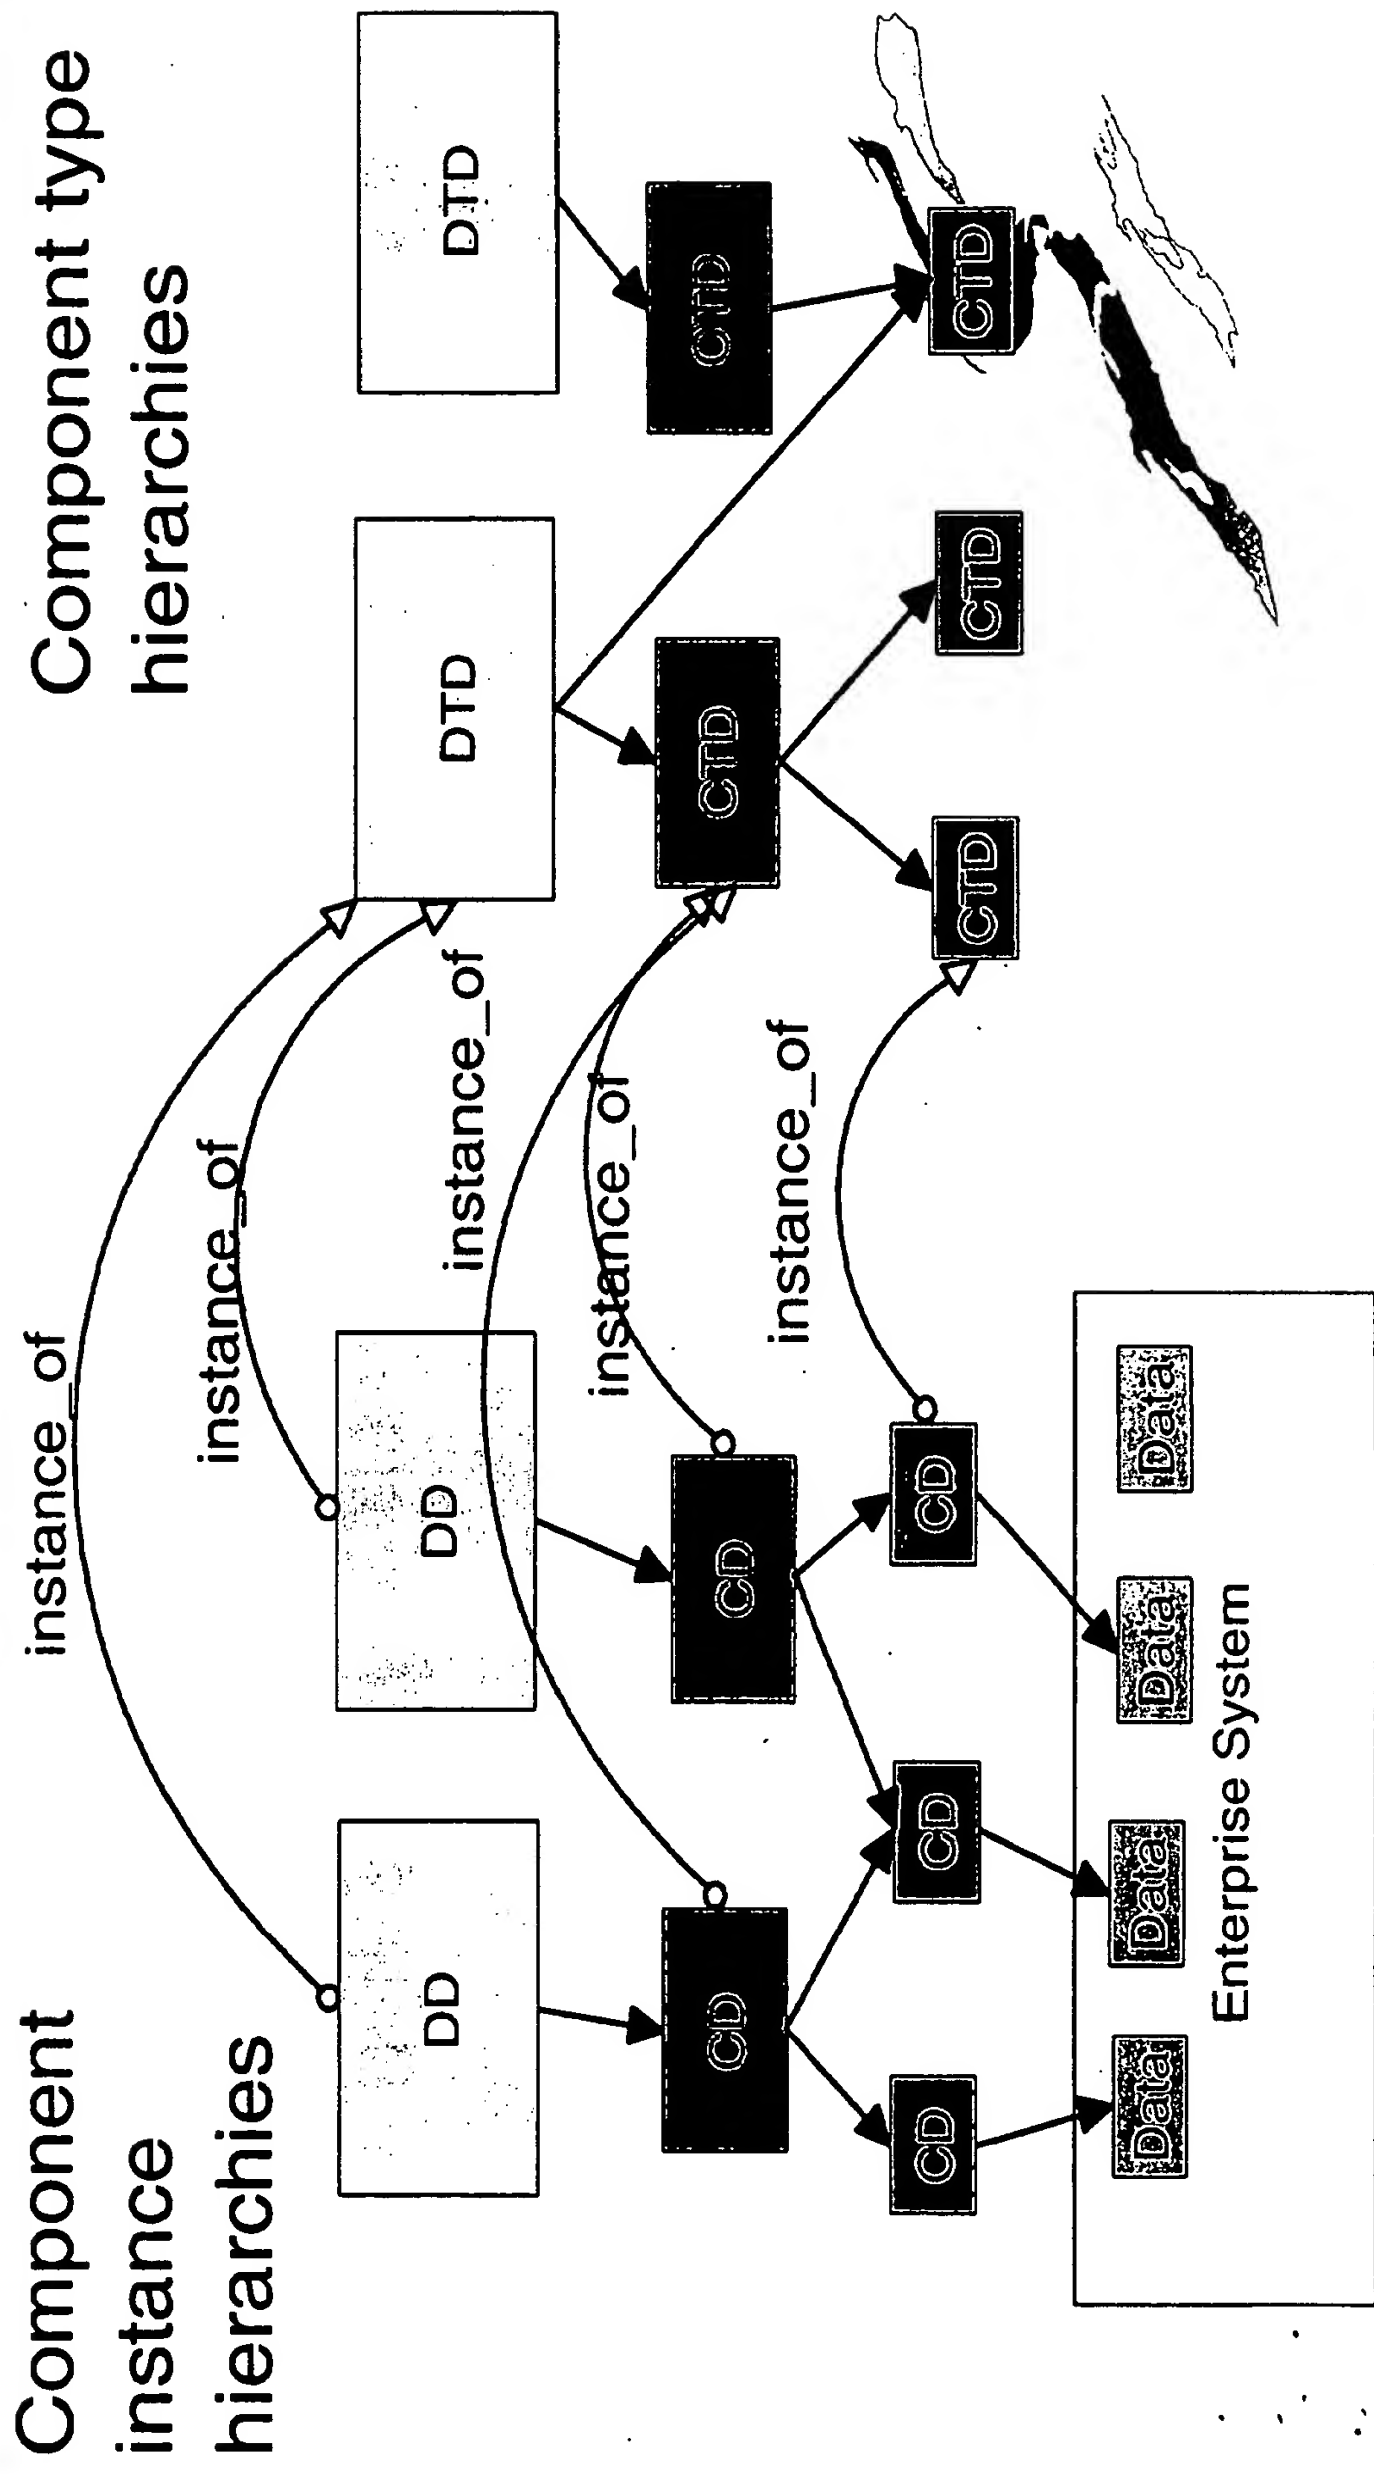 Component
instance
hierarchies
Component type
hierarchies
instance_of
instance_of
instance_of
instance_of
instance_of
DD
DD
DTD
DTD
CD
CD
CTD
CTD
CD
CD
CD
CTD
CTD
CTD
Data
Data
Data
Data
Enterprise System